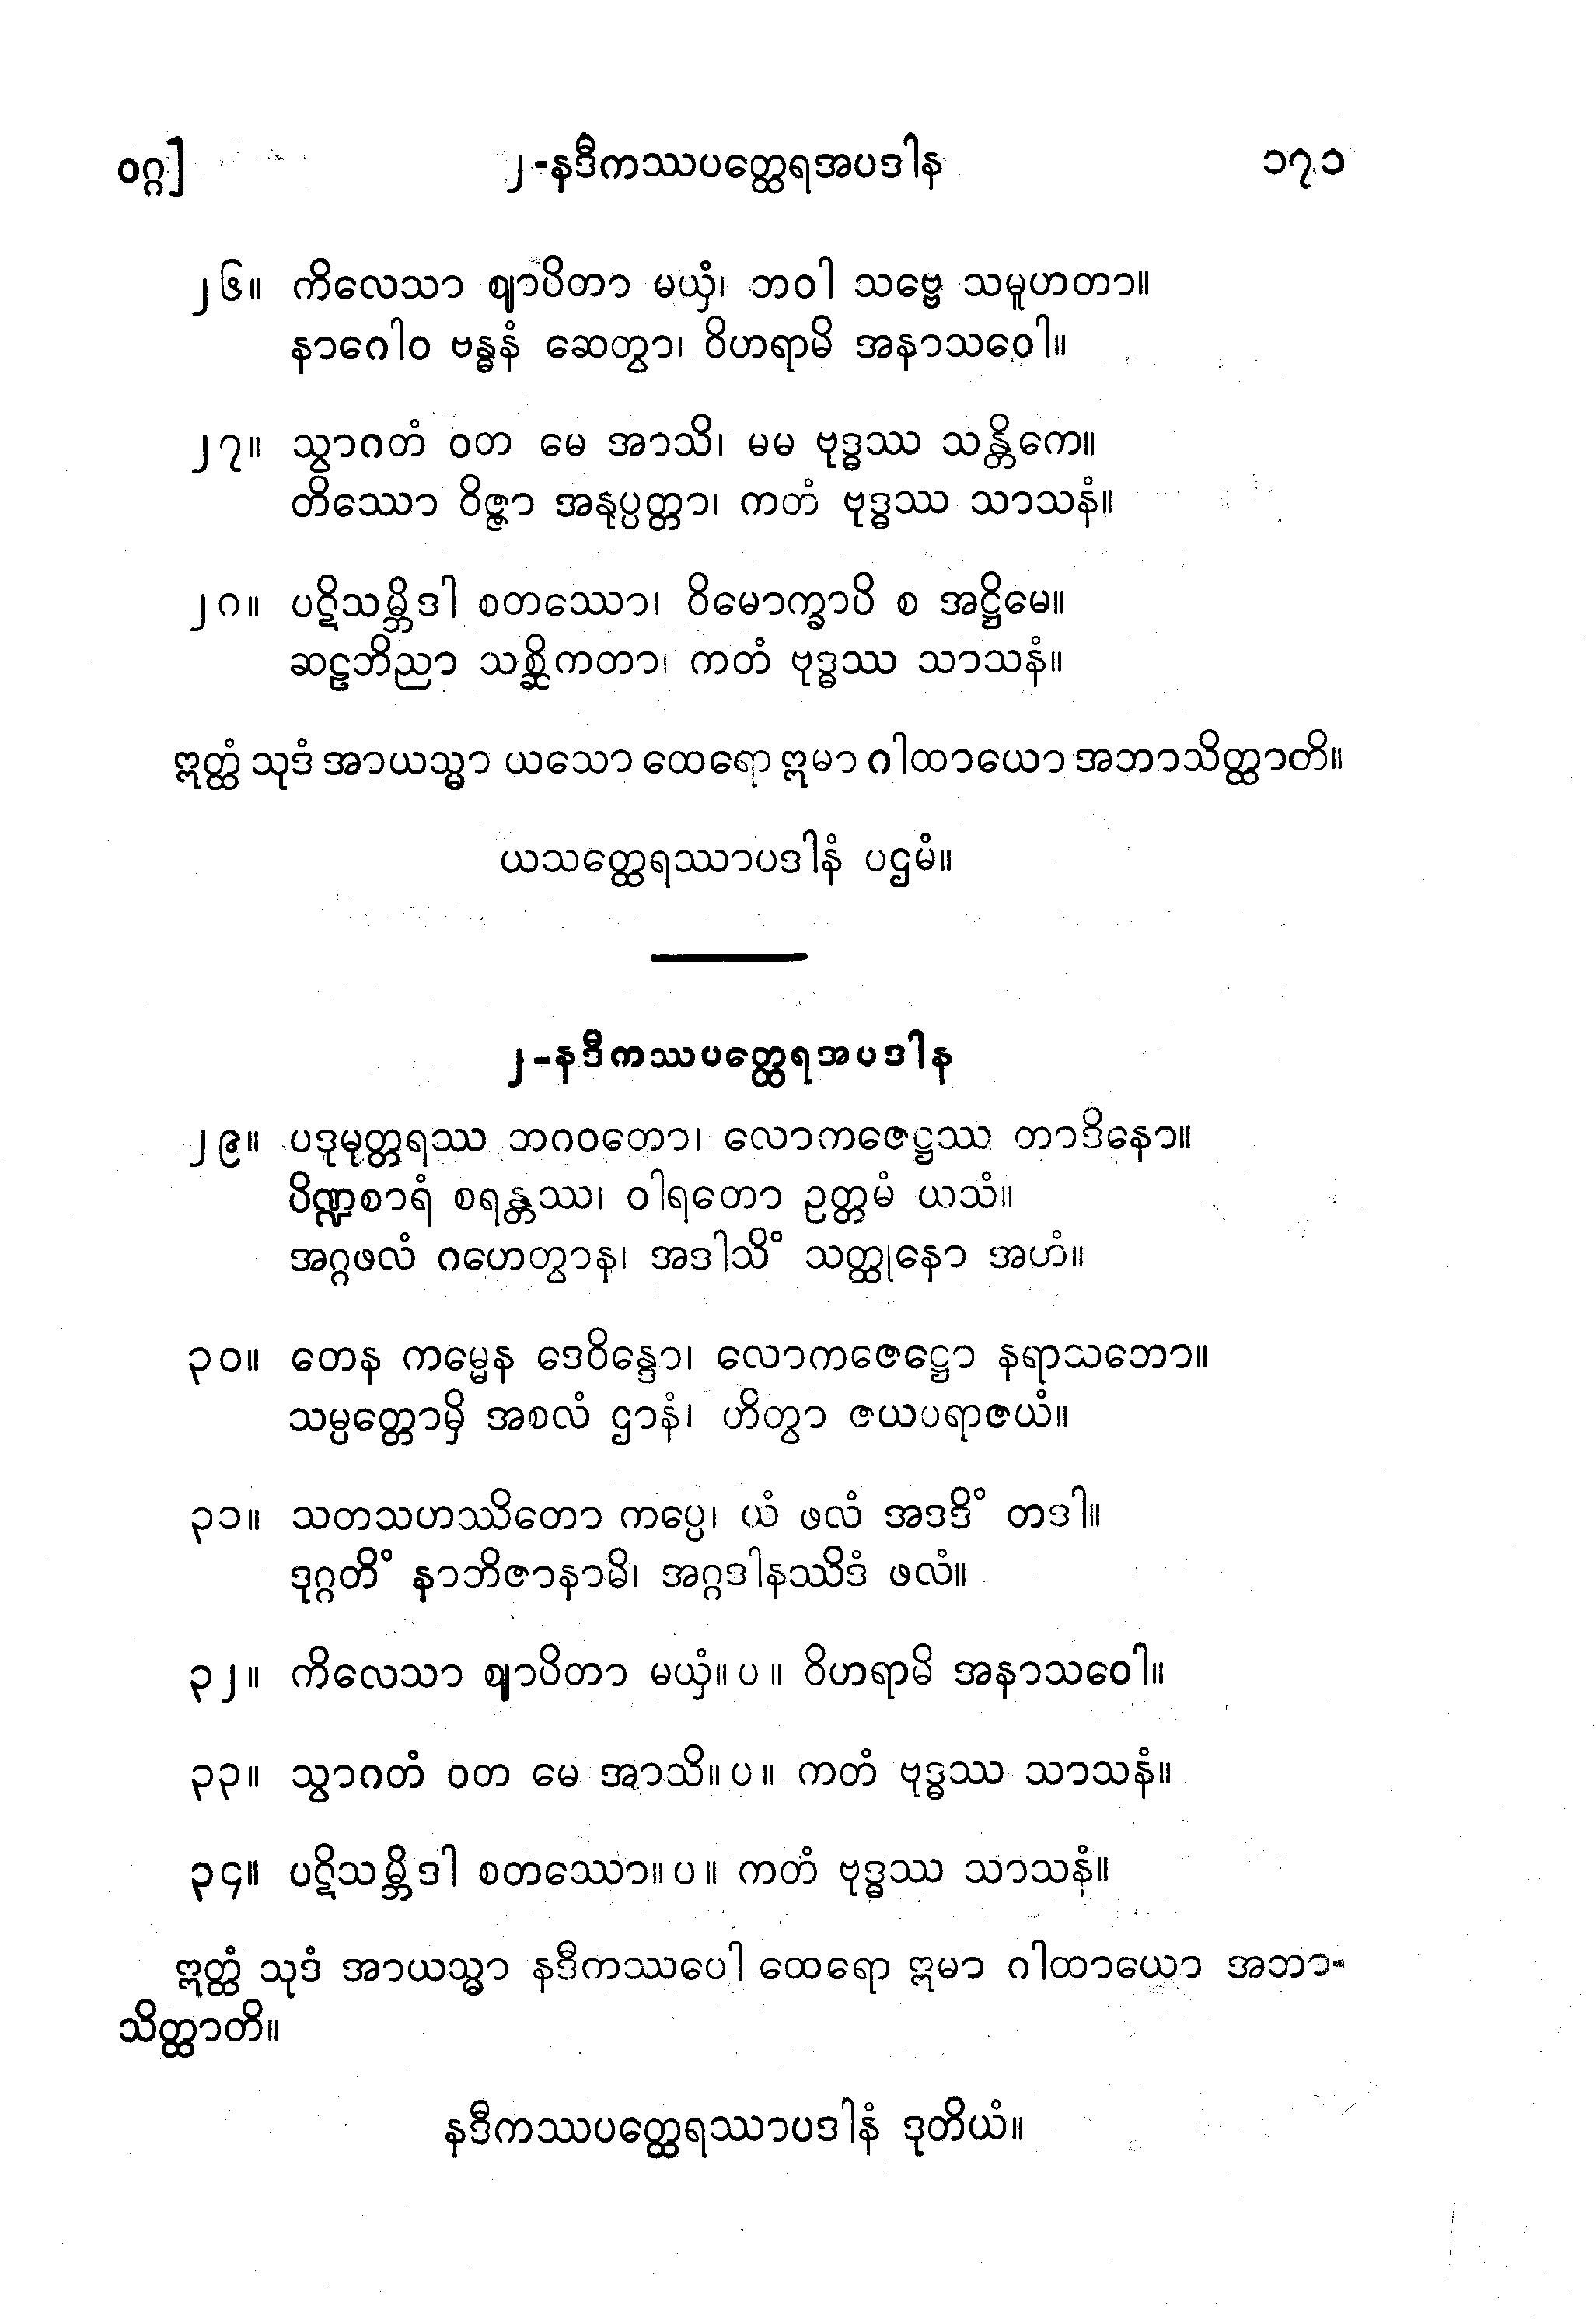 ဝဂ္ဂ] ၂-နဒီကဿပတ္ထေရအပဒါန ၁၇၁
၂၆။ ကိလေသာ ဈာပိတာ မယှံ၊ ဘဝါ သဗ္ဗေ သမူဟတာ။
နာဂေါဝ ဗန္ဓနံ ဆေတွာ၊ ဝိဟရာမိ အနာသဝေါ။
၂၇။ သွာဂတံ ဝတ မေ အာသိ၊ မမ ဗုဒ္ဓဿ သန္တိကေ။
တိဿော ဝိဇ္ဇာ အနုပ္ပတ္တာ၊ ကတံ ဗုဒ္ဓဿ သာသနံ။
၂ဂ။ ပဋိသမ္ဘိဒါ စတဿော၊ ဝိမောက္ခာပိ စ အဋ္ဌိမေ။
ဆဠဘိညာ သစ္ဆိကတာ၊ ကတံ ဗုဒ္ဓဿ သာသနံ။
ဣတ္ထံ သုဒံ အာယသ္မာ ယသော ထေရော ဣမာ ဂါထာယော အဘာသိတ္ထာတိ။
ယသတ္ထေရဿာပဒါနံ ပဌမံ။
၂-နဒီကဿပတ္ထေရအပဒါန
၂၉။ ပဒုမုတ္တရဿ ဘဂဝတော၊ လောကဇေဋ္ဌဿ တာဒိနော။
ပိဏ္ဍစာရံ စရန္တဿ၊ ဝါရတော ဥတ္တမံ ယသံ။
အဂ္ဂဖလံ ဂဟေတွာန၊ အဒါသိံ သတ္ထုနော အဟံ။
၃၀။ တေန ကမ္မေန ဒေဝိန္ဒော၊ လောကဇေဋ္ဌော နရာသဘော။
သမ္ပတ္တောမှိ အစလံ ဌာနံ၊ ဟိတွာ ဇယပရာဇယံ။
၃၁။ သတသဟဿိတော ကပ္ပေ၊ ယံ ဖလံ အဒဒိံ တဒါ။
ဒုဂ္ဂတိံ နာဘိဇာနာမိ၊ အဂ္ဂဒါနဿိဒံ ဖလံ။
၃၂။ ကိလေသာ ဈာပိတာ မယှံ။ ပ ။ ဝိဟရာမိ အနာသဝေါ။
၃၃။ သွာဂတံ ဝတ မေ အာသိ။ ပ ။ ကတံ ဗုဒ္ဓဿ သာသနံ။
၃၄။ ပဋိသမ္ဘိဒါ စတဿော။ ပ ။ ကတံ ဗုဒ္ဓဿ သာသနံ။
ဣတ္ထံ သုဒံ အာယသ္မာ နဒီကဿပေါ ထေရော ဣမာ ဂါထာယော အဘာ-
သိတ္ထာတိ။
နဒီကဿပတ္ထေရဿာပဒါနံ ဒုတိယံ။